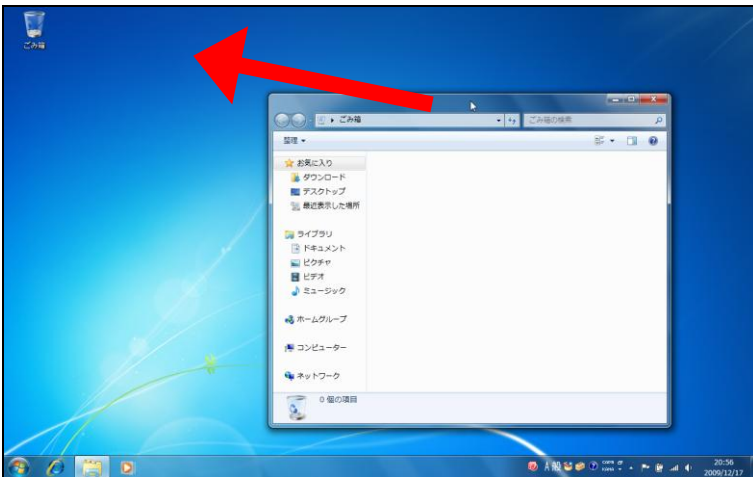 ごみ箱
ごみ箱
ごみ箱の検索
整理
お気に入り
ダウンロード
デスクトップ
最近表示した場所
ライブラリ
ドキュメント
ピクチャ
ビデオ
ミュージック
ホームグループ
コンピューター
ネットワーク
0 個の項目
A 般
CAPS
KANA
20:56
2009/12/17